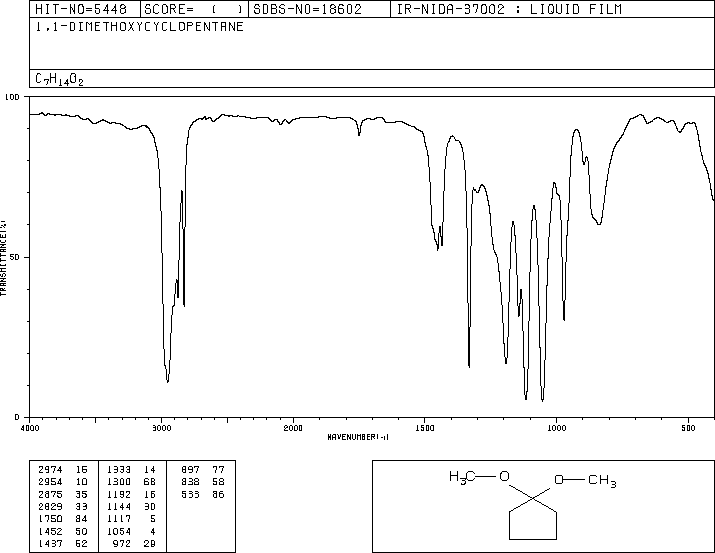 HIT-NO=5448 SCORE= ( ) SDBS-NO=18602 IR-NIDA-37002 : LIQUID FILM
1,1-DIMETHOXYCYCLOPENTANE
C7H14O2
100
50
0
TRANSMITTANCE(%)
4000 3000 2000 1500 1000 500
WAVENUMBER(-1)
2974 16 1333 14 897 77
2954 10 1300 68 838 58
2875 35 1192 16 533 86
2829 33 1144 30
1750 84 1117 5
1452 50 1054 4
1437 52 972 29
H3C O O CH3